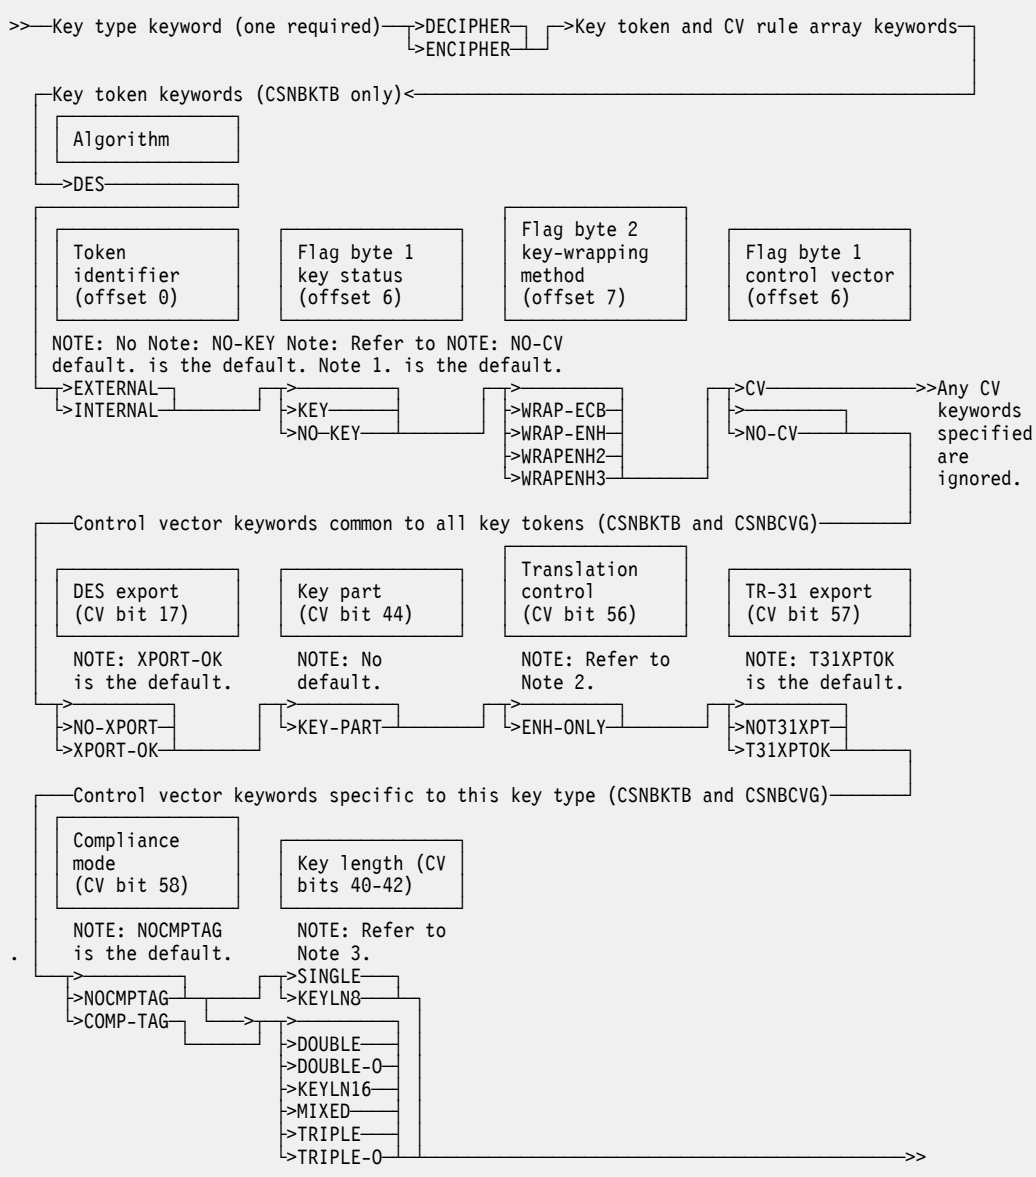 >>—Key type keyword (one required)—>DECIPHER— —>Key token and CV rule array keywords—
>ENCIPHER
Key token keywords (CSNBKTB only)<
Algorithm
>DES
Token identifier (offset 0)
Flag byte 1 key status (offset 6)
Flag byte 2 key-wrapping method (offset 7)
Flag byte 1 control vector (offset 6)
NOTE: No Note: NO-KEY Note: Refer to NOTE: NO-CV
default. is the default. Note 1. is the default.
>EXTERNAL
>INTERNAL
>
>KEY
>NO-KEY
>
>WRAP-ECB
>WRAP-ENH
>WRAPENH2
>WRAPENH3
>CV
>
>NO-CV
>>Any CV
keywords
specified
are
ignored.
Control vector keywords common to all key tokens (CSNBKTB and CSNBCVG)
DES export
(CV bit 17)
Key part
(CV bit 44)
Translation
control
(CV bit 56)
TR-31 export
(CV bit 57)
NOTE: XPORT-OK
is the default.
NOTE: No
default.
NOTE: Refer to
Note 2.
NOTE: T31XPTOK
is the default.
>
>NO-XPORT
>XPORT-OK
>
>KEY-PART
>
>ENH-ONLY
>
>NOT31XPT
>T31XPTOK
Control vector keywords specific to this key type (CSNBKTB and CSNBCVG)
Compliance
mode
(CV bit 58)
Key length (CV
bits 40-42)
NOTE: NOCMPTAG
is the default.
NOTE: Refer to
Note 3.
.
>
>NOCMPTAG
>COMP-TAG
>SINGLE
>KEYLN8
>
>
>DOUBLE
>DOUBLE-O
>KEYLN16
>MIXED
>TRIPLE
>TRIPLE-O
>>